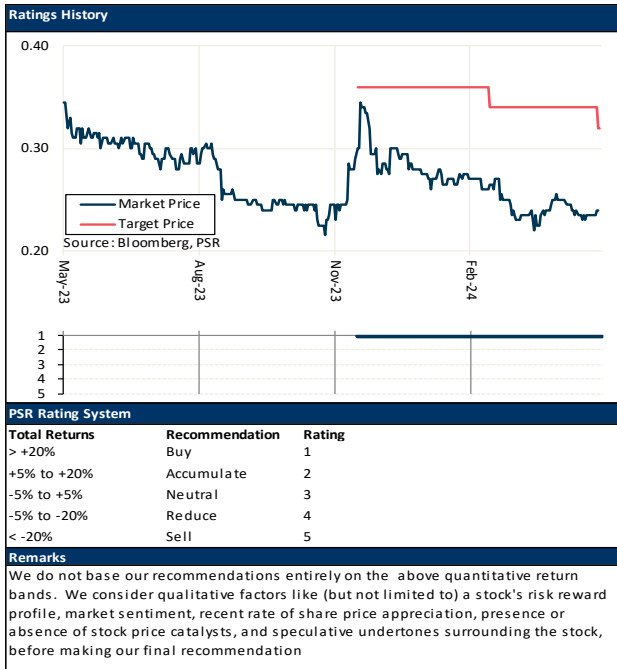 Ratings History
0.40
0.30
0.20
Market Price
Target Price
Source: Bloomberg, PSR
May-23
Aug-23
Nov-23
Feb-24
1
2
3
4
5
PSR Rating System
Total Returns Recommendation Rating
> +20% Buy 1
+5% to +20% Accumulate 2
-5% to +5% Neutral 3
-5% to -20% Reduce 4
< -20% Sell 5
Remarks
We do not base our recommendations entirely on the above quantitative return
bands. We consider qualitative factors like (but not limited to) a stock's risk reward
profile, market sentiment, recent rate of share price appreciation, presence or
absence of stock price catalysts, and speculative undertones surrounding the stock,
before making our final recommendation